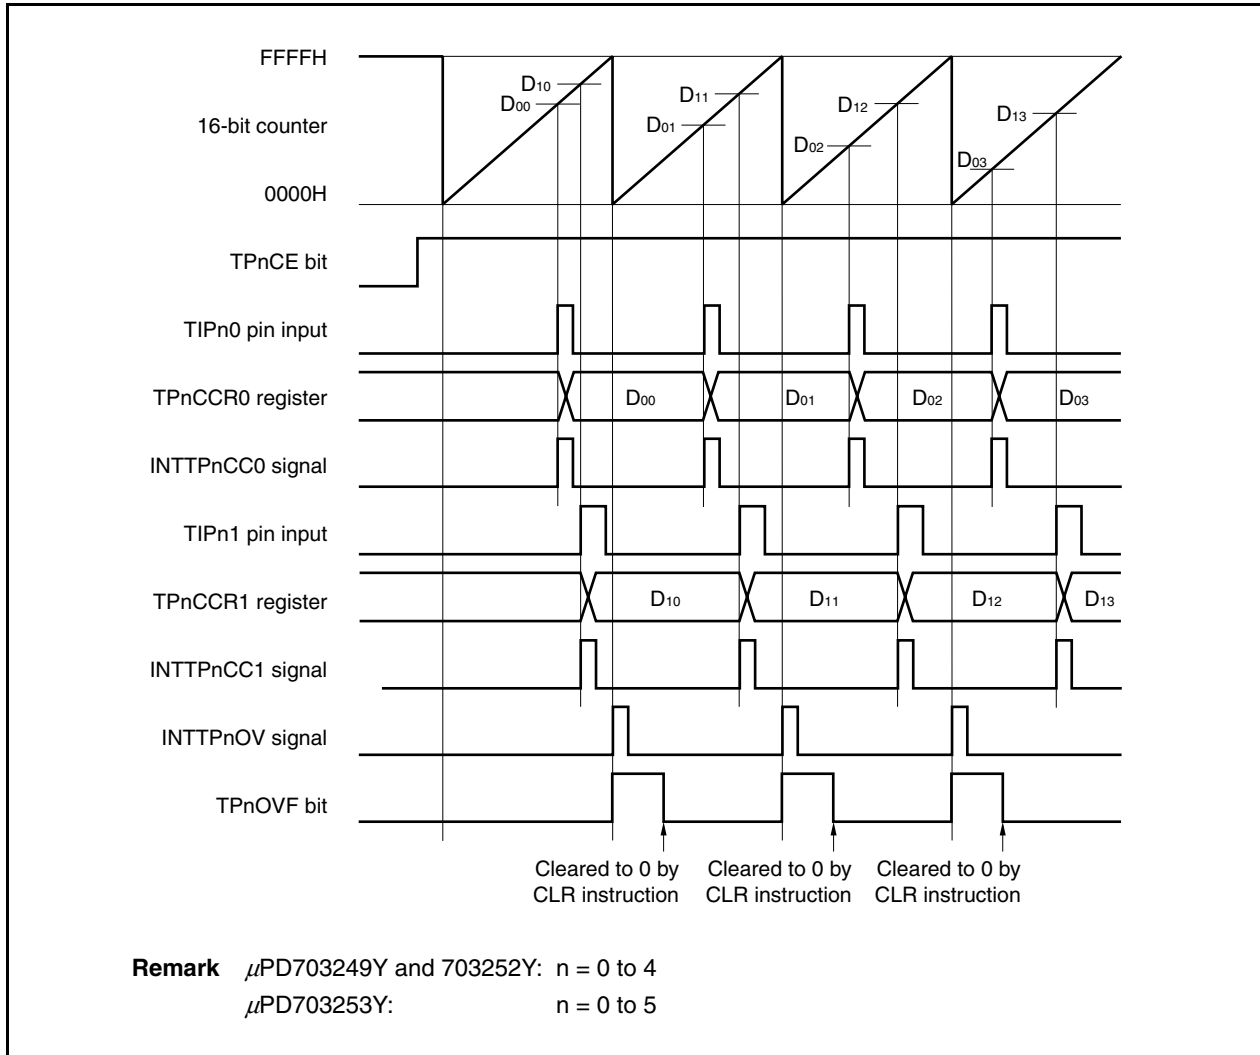 FFFFH
D10
D00
D11
D01
D12
D02
D13
D03
16-bit counter
0000H
TPnCE bit
TIPn0 pin input
TPnCCR0 register
D00
D01
D02
D03
INTTPnCC0 signal
TIPn1 pin input
TPnCCR1 register
D10
D11
D12
D13
INTTPnCC1 signal
INTTPnOV signal
TPnOVF bit
Cleared to 0 by
CLR instruction
Cleared to 0 by
CLR instruction
Cleared to 0 by
CLR instruction
Remark μPD703249Y and 703252Y: n = 0 to 4
μPD703253Y: n = 0 to 5